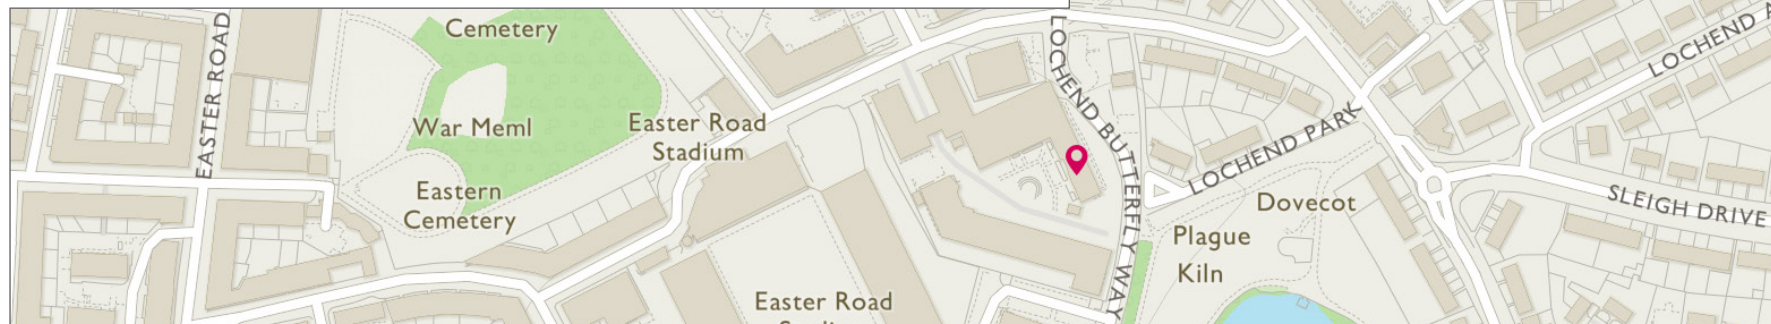 Cemetery
EASTER ROAD
War Meml
Easter Road
Stadium
Eastern
Cemetery
Easter Road
LOCHEND BUTTERFLY WAY
LOCHEND PARK
Dovecot
Plague
Kiln
SLEIGH DRIVE
LOCHEND